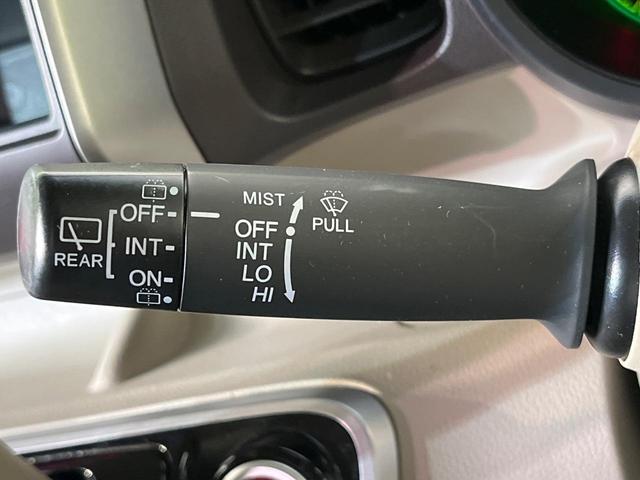 REAR
OFF
INT
ON
MIST
OFF
INT
LO
HI
PULL